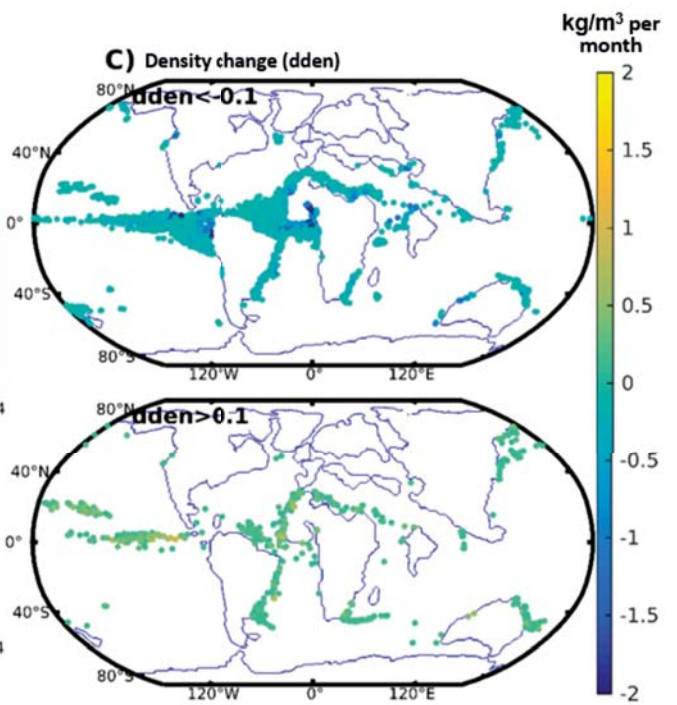 kg/m³ per
month
C) Density change (dden)
dden<-0.1
80°N
40°N
0°
40°S
80°S
120°W 0° 120°E
dden>0.1
80°N
40°N
0°
40°S
80°S
120°W 0° 120°E
2
1.5
1
0.5
0
-0.5
-1
-1.5
-2
4
4